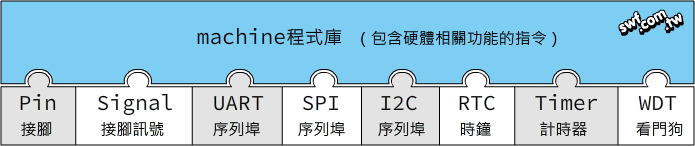 machine程式庫 （包含硬體相關功能的指令）
swf.com.tw
Pin
接腳
Signal
接腳訊號
UART
序列埠
SPI
序列埠
I2C
序列埠
RTC
時鐘
Timer
計時器
WDT
看門狗